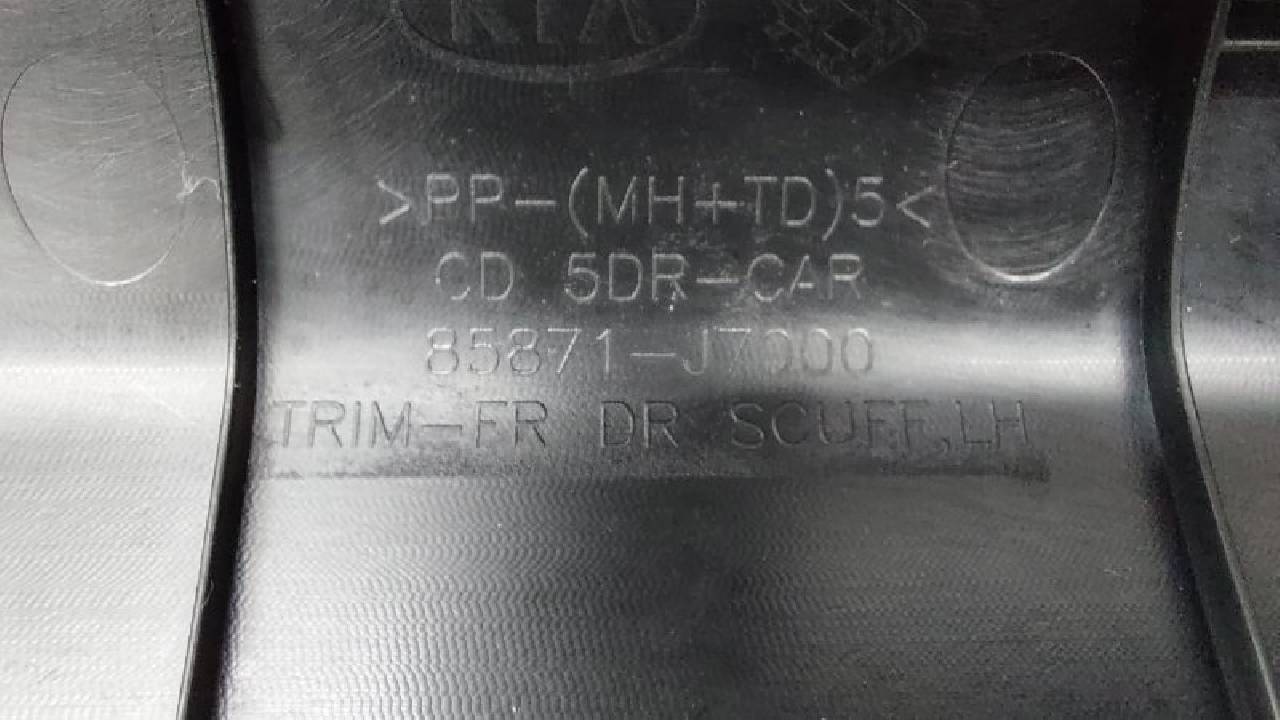 KIA
>PP-(MH+TD)5<
CD 5DR-CAR
85871-J7000
TRIM-FR DR SCUFF,LH